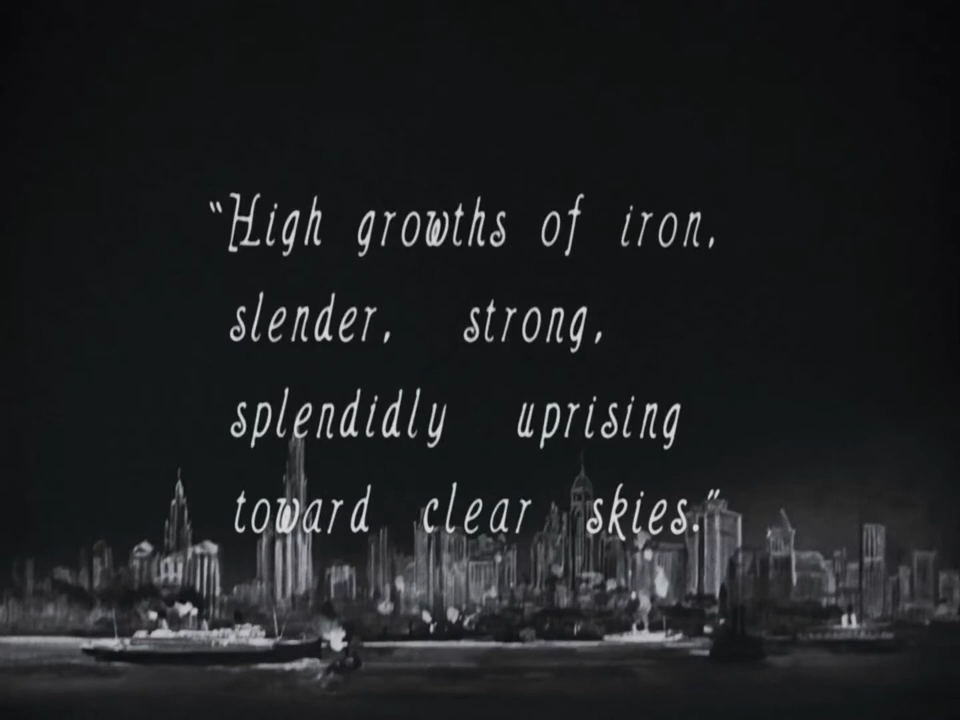 "High growths of iron,
slender, strong,
splendidly uprising
toward clear skies."